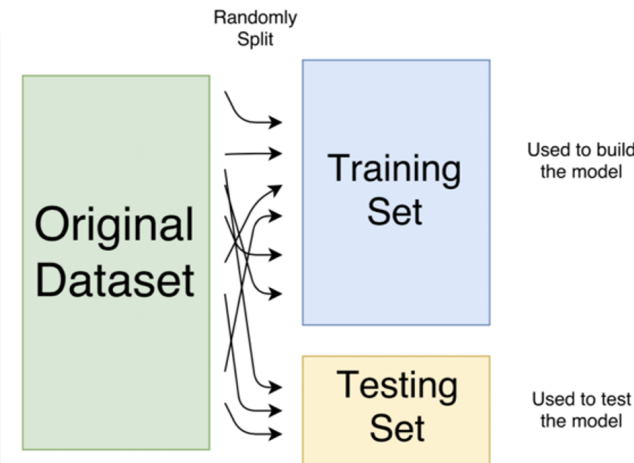 Randomly
Split
Original
Dataset
Training
Set
Used to build
the model
Testing
Set
Used to test
the model